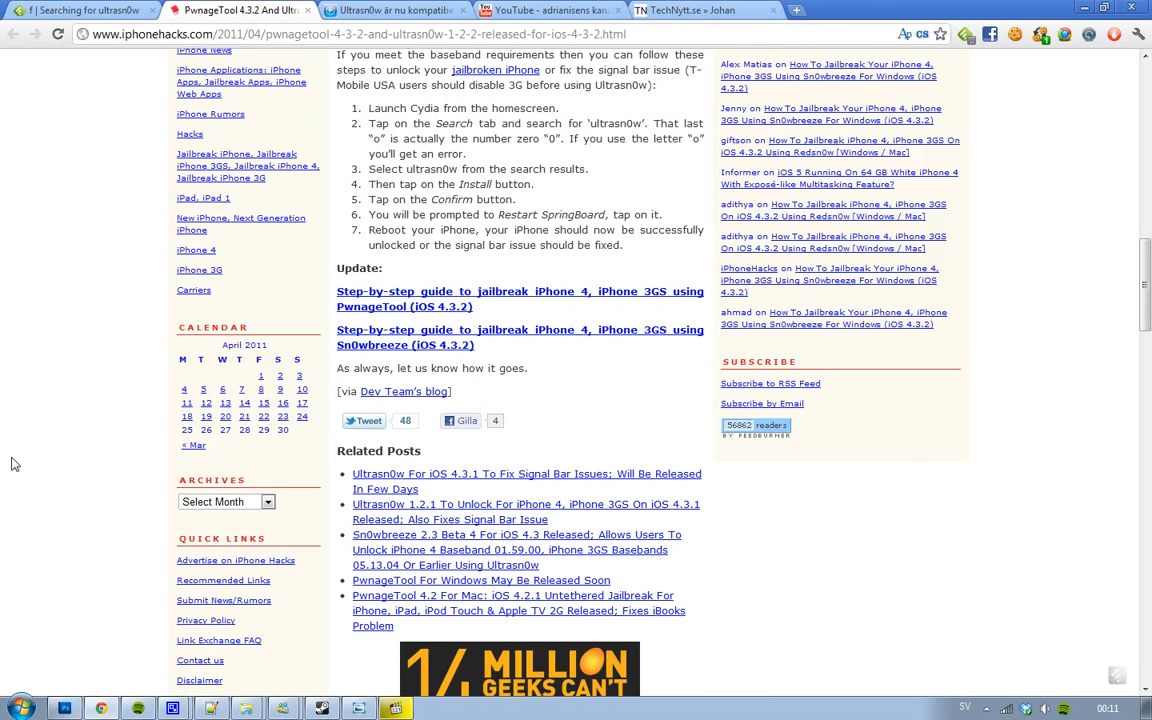 f | Searching for ultrasn0w
PwnageTool 4.3.2 And Ultra
Ultrasn0w är nu kompatibe
YouTube - adrianisens kan
TechNytt.se » Johan
www.iphonehacks.com/2011/04/pwnagetool-4-3-2-and-ultrasn0w-1-2-2-released-for-ios-4-3-2.html
iPhone News
iPhone Applications: iPhone
Apps, Jailbreak Apps, iPhone
Web Apps
iPhone Rumors
Hacks
Jailbreak iPhone, Jailbreak
iPhone 3GS, Jailbreak iPhone 4,
Jailbreak iPhone 3G
iPad, iPad 1
New iPhone, Next Generation
iPhone
iPhone 4
iPhone 3G
Carriers
CALENDAR
April 2011
M T W T F S S
1 2 3
4 5 6 7 8 9 10
11 12 13 14 15 16 17
18 19 20 21 22 23 24
25 26 27 28 29 30
« Mar
ARCHIVES
Select Month
QUICK LINKS
Advertise on iPhone Hacks
Recommended Links
Submit News/Rumors
Privacy Policy
Link Exchange FAQ
Contact us
Disclaimer
If you meet the baseband requirements then you can follow these
steps to unlock your jailbroken iPhone or fix the signal bar issue (T-
Mobile USA users should disable 3G before using Ultrasn0w):
1. Launch Cydia from the homescreen.
2. Tap on the Search tab and search for ‘ultrasn0w’. That last
“o” is actually the number zero “0”. If you use the letter “o”
you’ll get an error.
3. Select ultrasn0w from the search results.
4. Then tap on the Install button.
5. Tap on the Confirm button.
6. You will be prompted to Restart SpringBoard, tap on it.
7. Reboot your iPhone, your iPhone should now be successfully
unlocked or the signal bar issue should be fixed.
Update:
Step-by-step guide to jailbreak iPhone 4, iPhone 3GS using
PwnageTool (iOS 4.3.2)
Step-by-step guide to jailbreak iPhone 4, iPhone 3GS using
Sn0wbreeze (iOS 4.3.2)
As always, let us know how it goes.
[via Dev Team’s blog]
Tweet 48 Gilla 4
Related Posts
Ultrasn0w For iOS 4.3.1 To Fix Signal Bar Issues; Will Be Released
In Few Days
Ultrasn0w 1.2.1 To Unlock For iPhone 4, iPhone 3GS On iOS 4.3.1
Released; Also Fixes Signal Bar Issue
Sn0wbreeze 2.3 Beta 4 For iOS 4.3 Released; Allows Users To
Unlock iPhone 4 Baseband 01.59.00, iPhone 3GS Basebands
05.13.04 Or Earlier Using Ultrasn0w
PwnageTool For Windows May Be Released Soon
PwnageTool 4.2 For Mac: iOS 4.2.1 Untethered Jailbreak For
iPhone, iPad, iPod Touch & Apple TV 2G Released; Fixes iBooks
Problem
14 MILLION
GEEKS CAN'T
Alex Matias on How To Jailbreak Your iPhone 4,
iPhone 3GS Using Sn0wbreeze For Windows (iOS
4.3.2)
Jenny on How To Jailbreak Your iPhone 4, iPhone
3GS Using Sn0wbreeze For Windows (iOS 4.3.2)
giftson on How To Jailbreak iPhone 4, iPhone 3GS On
iOS 4.3.2 Using Redsn0w [Windows / Mac]
Informer on iOS 5 Running On 64 GB White iPhone 4
With Exposé-like Multitasking Feature?
adithya on How To Jailbreak iPhone 4, iPhone 3GS
On iOS 4.3.2 Using Redsn0w [Windows / Mac]
adithya on How To Jailbreak iPhone 4, iPhone 3GS
On iOS 4.3.2 Using Redsn0w [Windows / Mac]
iPhoneHacks on How To Jailbreak Your iPhone 4,
iPhone 3GS Using Sn0wbreeze For Windows (iOS
4.3.2)
ahmad on How To Jailbreak Your iPhone 4, iPhone
3GS Using Sn0wbreeze For Windows (iOS 4.3.2)
SUBSCRIBE
Subscribe to RSS Feed
Subscribe by Email
56862 readers
BY FEEDBURNER
SV
00:11